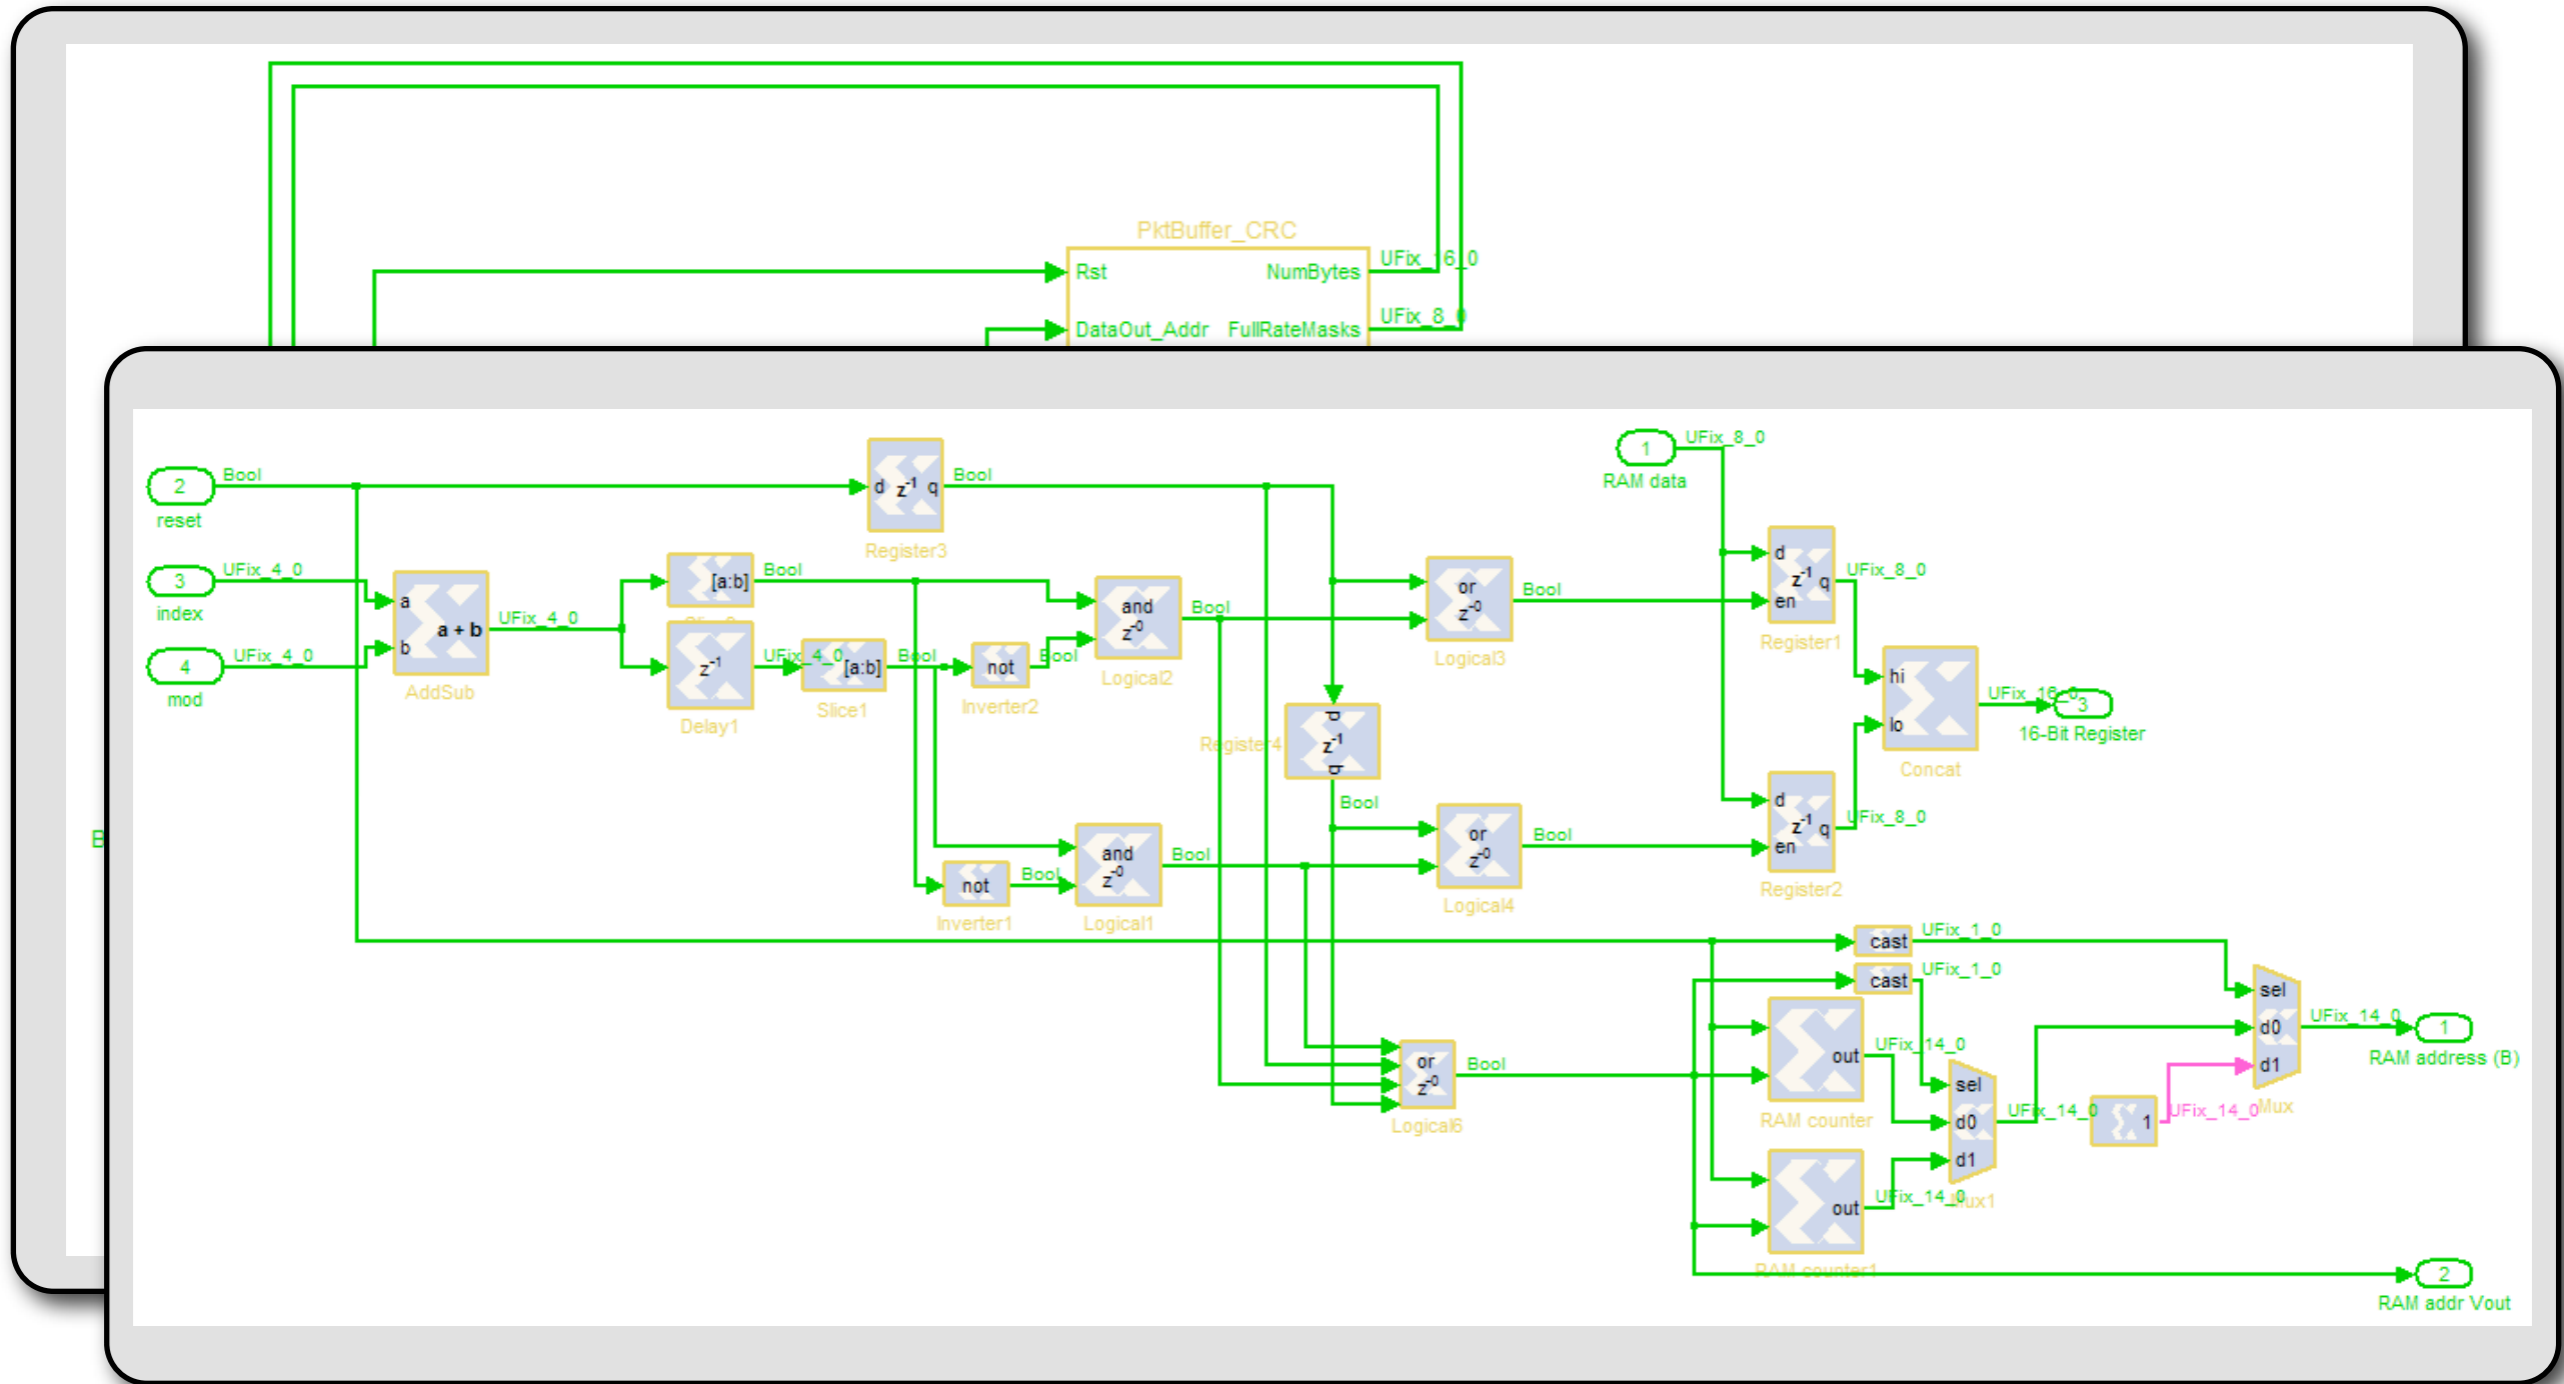 PktBuffer_CRC
Rst
NumBytes
UFix_16_0
DataOut_Addr
FullRateMasks
UFix_8_0
2
Bool
reset
d z-1 q
Bool
Register3
1
UFix_8_0
RAM data
3
UFix_4_0
index
4
UFix_4_0
mod
a
b
a + b
AddSub
UFix_4_0
[a:b]
Bool
z-1
Delay1
UFix_4_0
[a:b]
Slice1
Bool
not
Inverter2
Bool
and
z-0
Logical2
Bool
or
z-0
Logical3
Bool
d
z-1 q
en
Register1
UFix_8_0
hi
lo
Concat
UFix_16_0
3
16-Bit Register
d
z-1
q
Register4
Bool
not
Inverter1
Bool
and
z-0
Logical1
Bool
or
z-0
Logical4
Bool
d
z-1 q
en
Register2
UFix_8_0
cast
UFix_1_0
cast
UFix_1_0
or
z-0
Logical6
Bool
out
RAM counter
UFix_14_0
out
RAM counter1
UFix_14_0
sel
d0
d1
Mux1
UFix_14_0
1
UFix_14_0
sel
d0
d1
Mux
UFix_14_0
1
RAM address (B)
2
RAM addr Vout